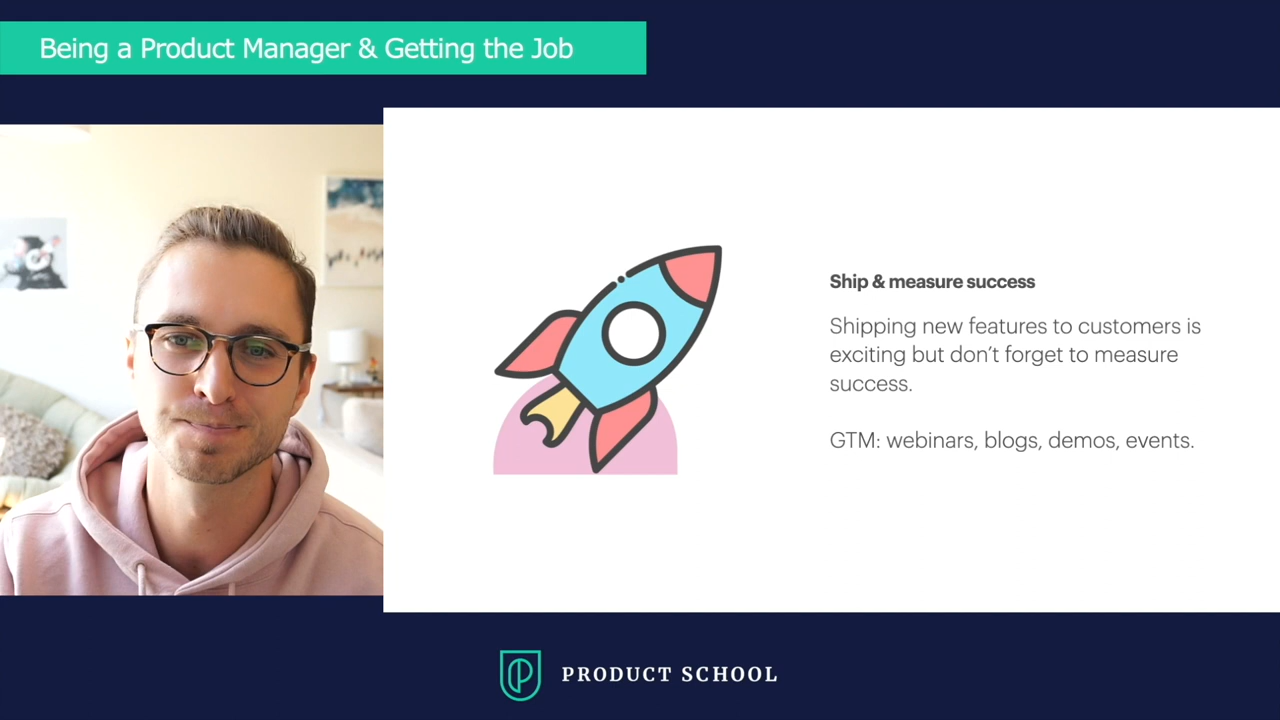 Being a Product Manager & Getting the Job
Ship & measure success
Shipping new features to customers is
exciting but don’t forget to measure
success.
GTM: webinars, blogs, demos, events.
PRODUCT SCHOOL